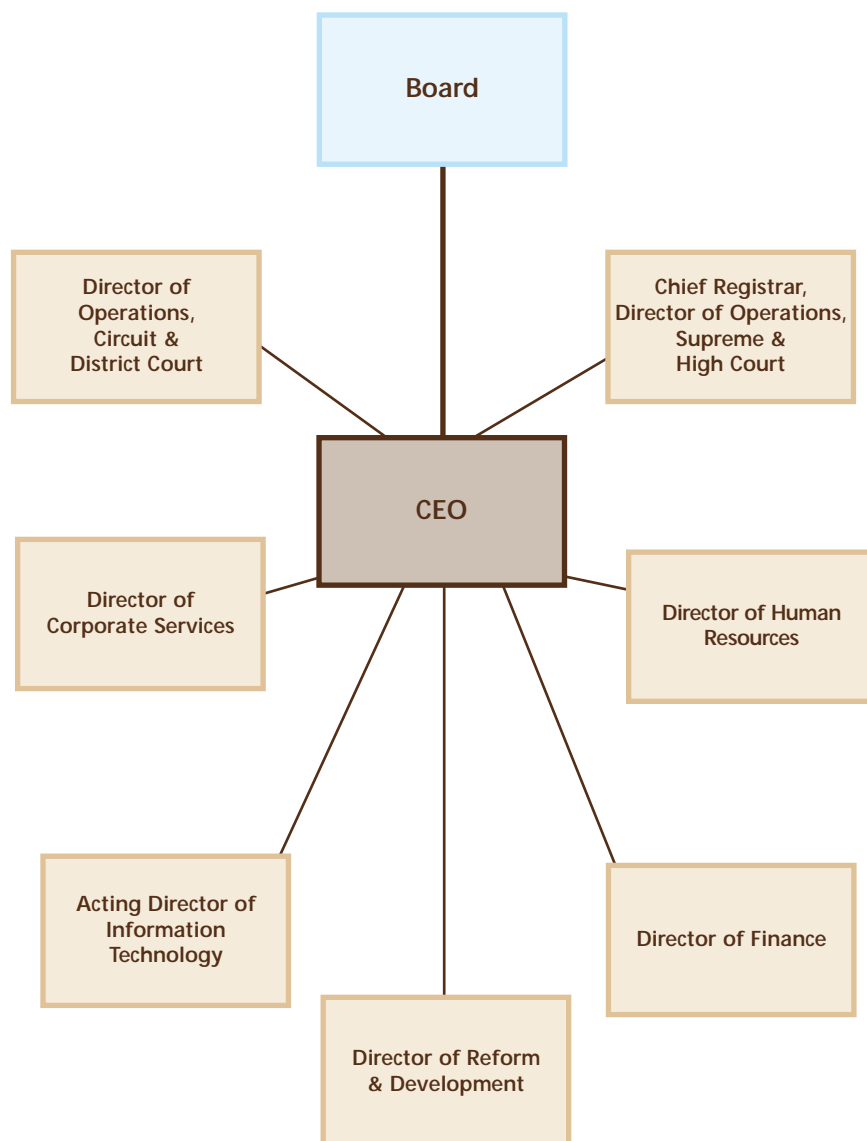 Board
Director of
Operations,
Circuit &
District Court
Chief Registrar,
Director of Operations,
Supreme &
High Court
CEO
Director of
Corporate Services
Director of Human
Resources
Acting Director of
Information
Technology
Director of Finance
Director of Reform
& Development